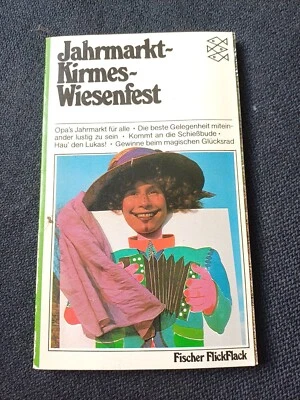 Jahrmarkt-
Kirmes-
Wiesenfest
Opa's Jahrmarkt für alle • Die beste Gelegenheit mitein-
ander lustig zu sein • Kommt an die Schießbude •
Hau' den Lukas! • Gewinne beim magischen Glücksrad
Fischer FlickFlack